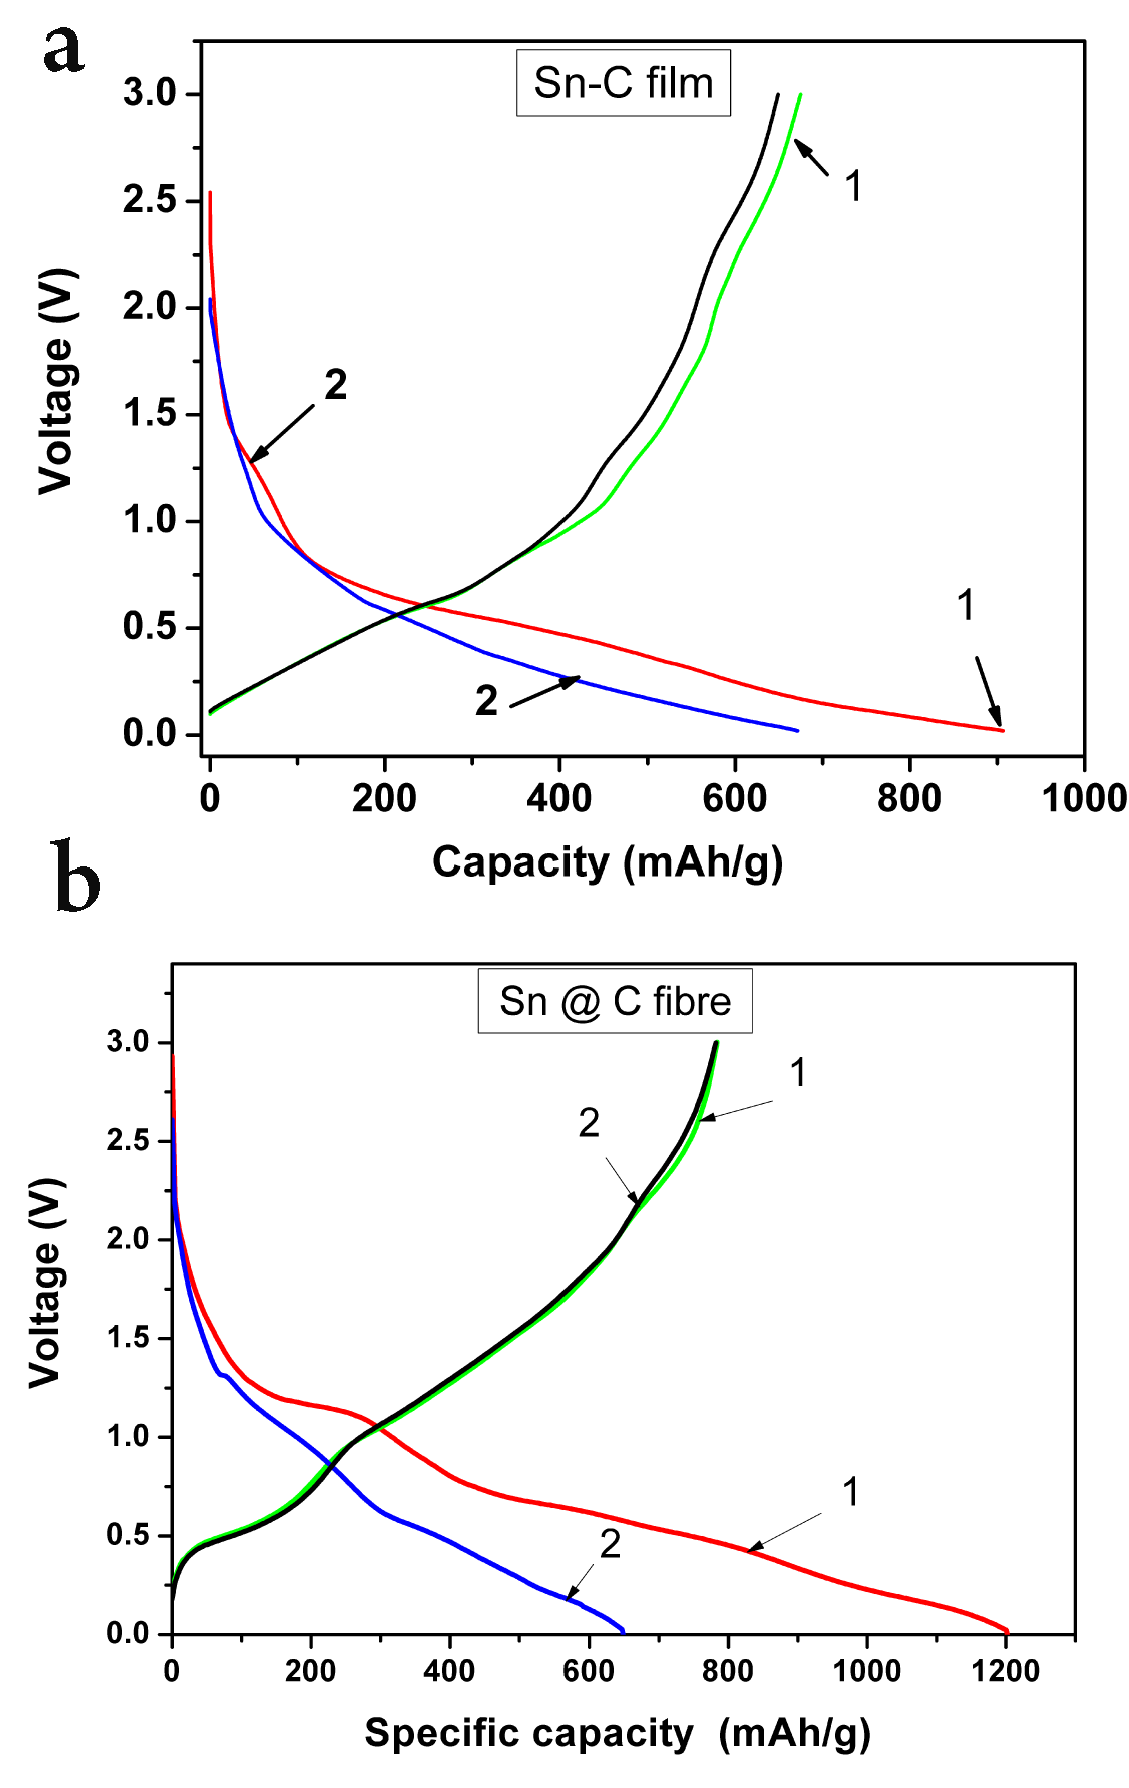 a
Sn-C film
3.0
2.5
2.0
1.5
1.0
0.5
0.0
Voltage (V)
1
2
1
2
0 200 400 600 800 1000
Capacity (mAh/g)
b
Sn @ C fibre
3.0
2.5
2.0
1.5
1.0
0.5
0.0
Voltage (V)
1
2
1
2
0 200 400 600 800 1000 1200
Specific capacity (mAh/g)